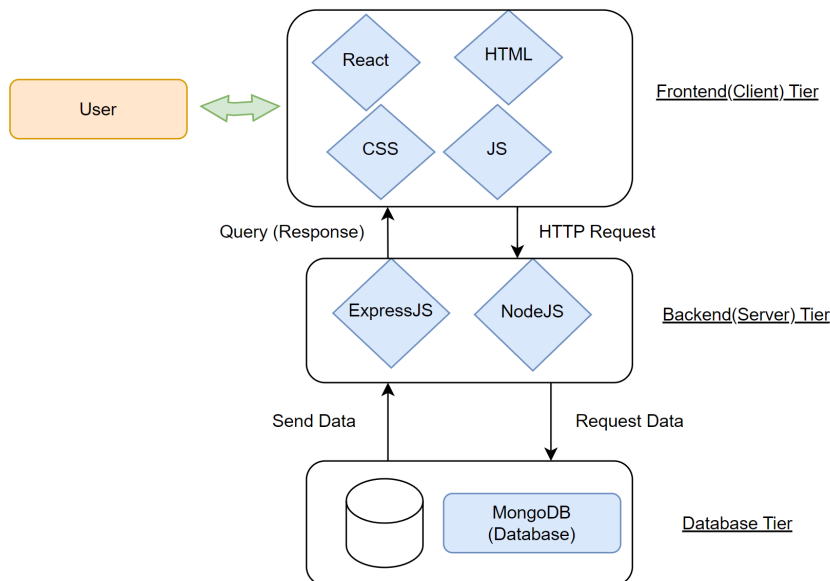 React
HTML
User
Frontend(Client) Tier
CSS
JS
Query (Response)
HTTP Request
ExpressJS
NodeJS
Backend(Server) Tier
Send Data
Request Data
MongoDB
(Database)
Database Tier